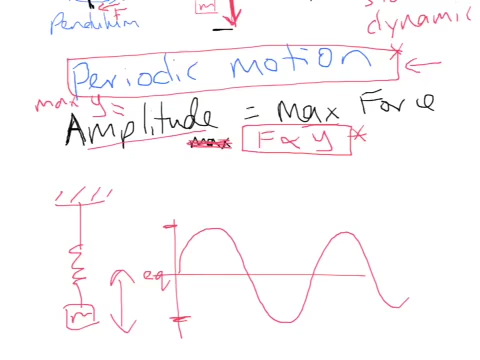 F
m
Pendulum
dynamic
Periodic motion
max y =
Amplitude = Max Force
F ∝ y *
eq
m